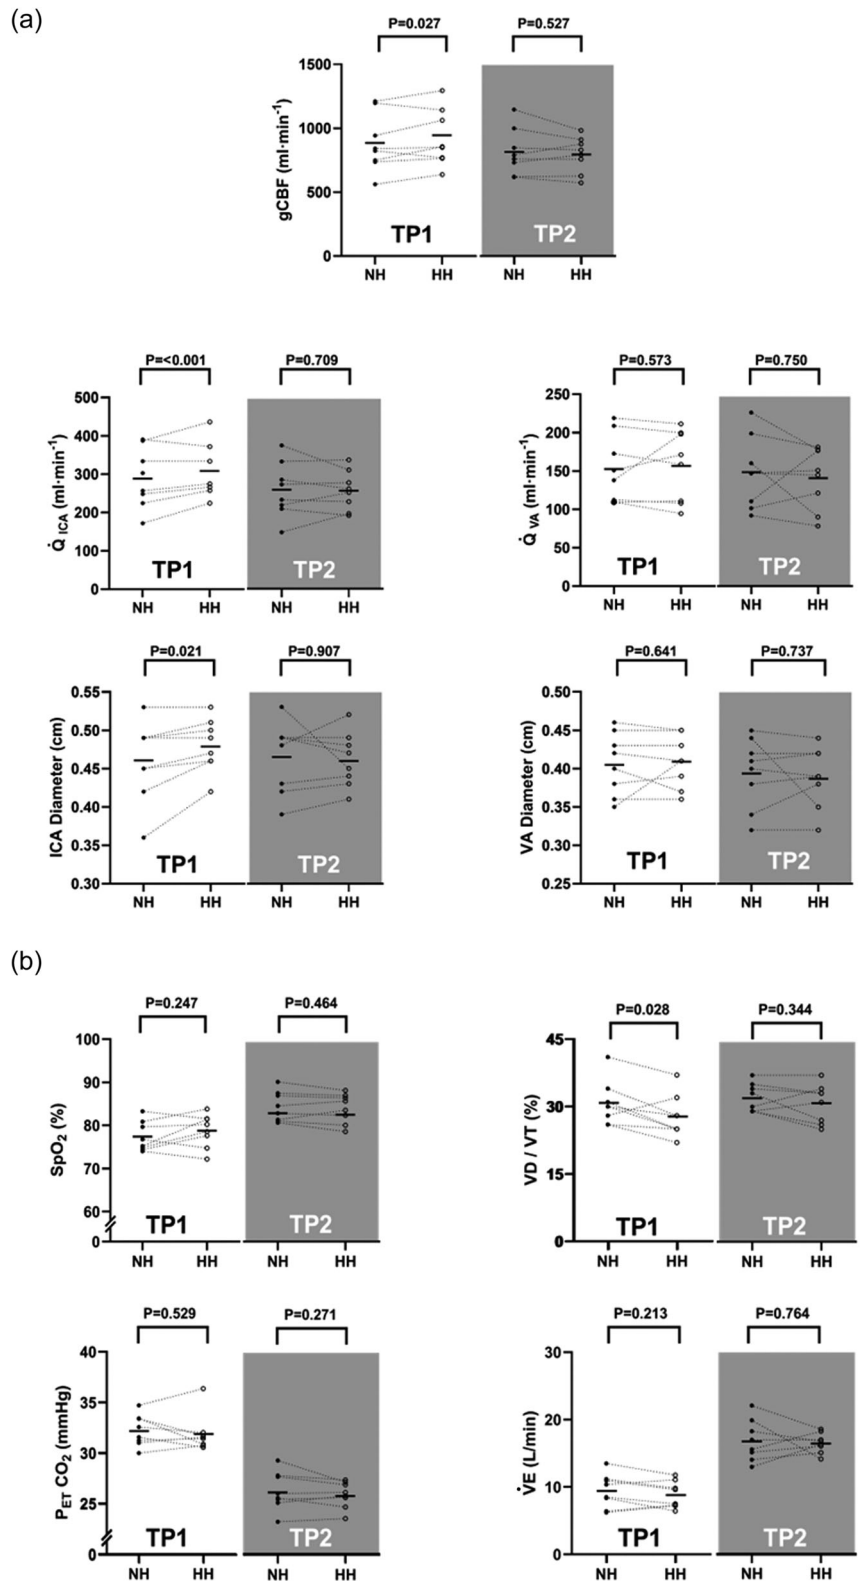 (a)
P=0.027 P=0.527
gCBF (ml·min⁻¹)
1500
1000
500
0
TP1 TP2
NH HH NH HH
P=<0.001 P=0.709
Q̇ ICA (ml·min⁻¹)
500
400
300
200
100
0
TP1 TP2
NH HH NH HH
P=0.573 P=0.750
Q̇ VA (ml·min⁻¹)
250
200
150
100
50
0
TP1 TP2
NH HH NH HH
P=0.021 P=0.907
ICA Diameter (cm)
0.55
0.50
0.45
0.40
0.35
0.30
TP1 TP2
NH HH NH HH
P=0.641 P=0.737
VA Diameter (cm)
0.50
0.45
0.40
0.35
0.30
0.25
TP1 TP2
NH HH NH HH
(b)
P=0.247 P=0.464
SpO₂ (%)
100
90
80
70
60
0
TP1 TP2
NH HH NH HH
P=0.028 P=0.344
VD / VT (%)
45
30
15
0
TP1 TP2
NH HH NH HH
P=0.529 P=0.271
PET CO₂ (mmHg)
40
35
30
25
0
TP1 TP2
NH HH NH HH
P=0.213 P=0.764
V̇E (L/min)
30
20
10
0
TP1 TP2
NH HH NH HH